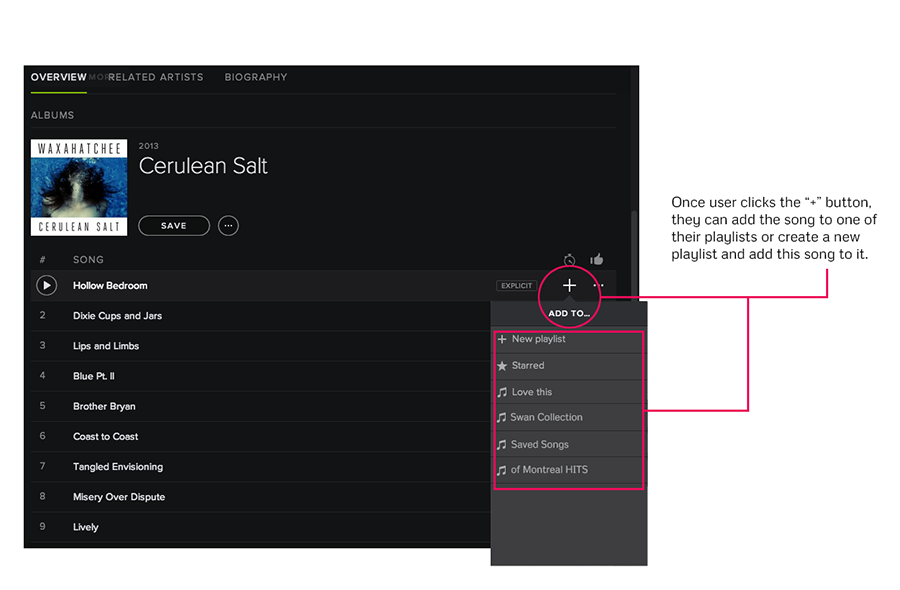 OVERVIEW MOR RELATED ARTISTS BIOGRAPHY
ALBUMS
WAXAHATCHEE
CERULEAN SALT
2013
Cerulean Salt
SAVE
# SONG
Hollow Bedroom EXPLICIT
2 Dixie Cups and Jars
3 Lips and Limbs
4 Blue Pt. II
5 Brother Bryan
6 Coast to Coast
7 Tangled Envisioning
8 Misery Over Dispute
9 Lively
ADD TO...
+ New playlist
Starred
Love this
Swan Collection
Saved Songs
of Montreal HITS
Once user clicks the “+” button,
they can add the song to one of
their playlists or create a new
playlist and add this song to it.